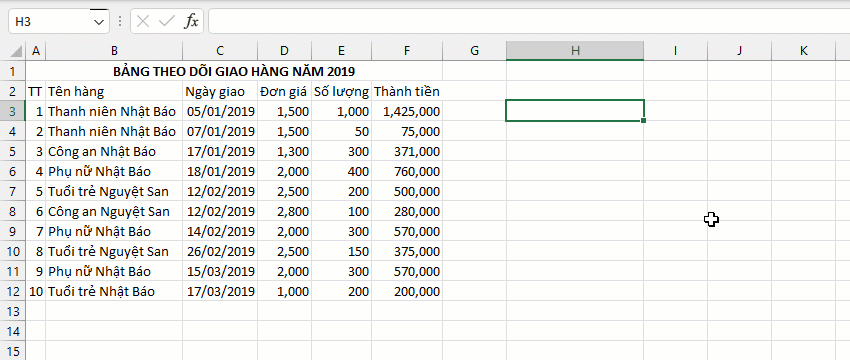 H3 fx
A B C D E F G H I J K
1 BẢNG THEO DÕI GIAO HÀNG NĂM 2019
2 TT Tên hàng Ngày giao Đơn giá Số lượng Thành tiền
3 1 Thanh niên Nhật Báo 05/01/2019 1,500 1,000 1,425,000
4 2 Thanh niên Nhật Báo 07/01/2019 1,500 50 75,000
5 3 Công an Nhật Báo 17/01/2019 1,300 300 371,000
6 4 Phụ nữ Nhật Báo 18/01/2019 2,000 400 760,000
7 5 Tuổi trẻ Nguyệt San 12/02/2019 2,500 200 500,000
8 6 Công an Nguyệt San 12/02/2019 2,800 100 280,000
9 7 Phụ nữ Nhật Báo 14/02/2019 2,000 300 570,000
10 8 Tuổi trẻ Nguyệt San 26/02/2019 2,500 150 375,000
11 9 Phụ nữ Nhật Báo 15/03/2019 2,000 300 570,000
12 10 Tuổi trẻ Nhật Báo 17/03/2019 1,000 200 200,000
13
14
15